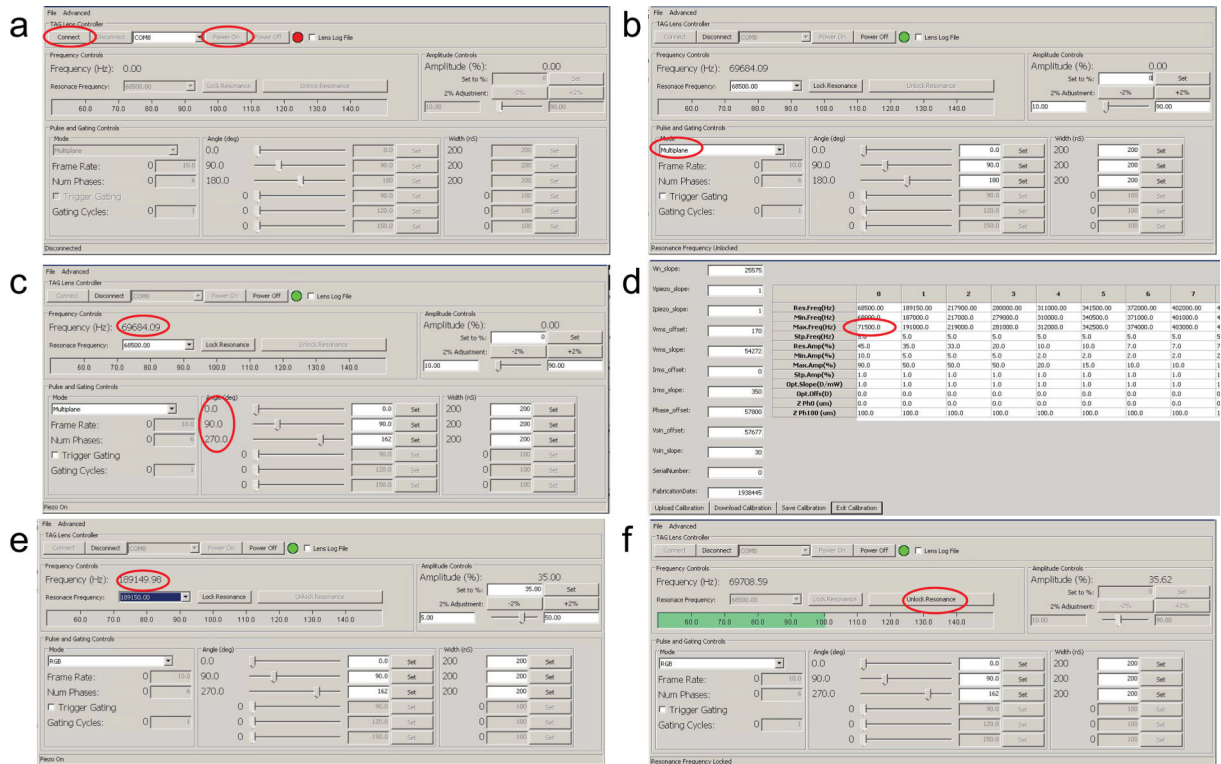 a
File Advanced
TAG Lens Controller
Connect Disconnect COM8 Power On Power Off Lens Log File
Frequency Controls
Frequency (Hz): 0.00
Resonace Frequency: 68500.00 Lock Resonance Unlock Resonance
60.0 70.0 80.0 90.0 100.0 110.0 120.0 130.0 140.0
Amplitude Controls
Amplitude (%): 0.00
Set to %: 0 Set
2% Adjustment: -2% +2%
10.00 90.00
Pulse and Gating Controls
Mode
Multiplane
Frame Rate: 0 10.0
Num Phases: 0 6
Trigger Gating
Gating Cycles: 0 1
Angle (deg)
0.0 0.0 Set
90.0 90.0 Set
180.0 180 Set
0 90.0 Set
0 120.0 Set
0 150.0 Set
Width (nS)
200 200 Set
200 200 Set
200 200 Set
0 100 Set
0 100 Set
0 100 Set
Disconnected
b
File Advanced
TAG Lens Controller
Connect Disconnect COM8 Power On Power Off Lens Log File
Frequency Controls
Frequency (Hz): 69684.09
Resonace Frequency: 68500.00 Lock Resonance Unlock Resonance
60.0 70.0 80.0 90.0 100.0 110.0 120.0 130.0 140.0
Amplitude Controls
Amplitude (%): 0.00
Set to %: 0 Set
2% Adjustment: -2% +2%
10.00 90.00
Pulse and Gating Controls
Mode
Multiplane
Frame Rate: 0 10.0
Num Phases: 0 6
Trigger Gating
Gating Cycles: 0 1
Angle (deg)
0.0 0.0 Set
90.0 90.0 Set
180.0 180 Set
0 90.0 Set
0 120.0 Set
0 150.0 Set
Width (nS)
200 200 Set
200 200 Set
200 200 Set
0 100 Set
0 100 Set
0 100 Set
Resonance Frequency Unlocked
c
File Advanced
TAG Lens Controller
Connect Disconnect COM8 Power On Power Off Lens Log File
Frequency Controls
Frequency (Hz): 69684.09
Resonace Frequency: 68500.00 Lock Resonance Unlock Resonance
60.0 70.0 80.0 90.0 100.0 110.0 120.0 130.0 140.0
Amplitude Controls
Amplitude (%): 0.00
Set to %: 0 Set
2% Adjustment: -2% +2%
10.00 90.00
Pulse and Gating Controls
Mode
Multiplane
Frame Rate: 0 10.0
Num Phases: 0 6
Trigger Gating
Gating Cycles: 0 1
Angle (deg)
0.0 0.0 Set
90.0 90.0 Set
270.0 162 Set
0 90.0 Set
0 120.0 Set
0 150.0 Set
Width (nS)
200 200 Set
200 200 Set
200 200 Set
0 100 Set
0 100 Set
0 100 Set
Piezo On
d
Vin_slope: 25575
Vpiezo_slope: 1
Ipiezo_slope: 1
Vrms_offset: 170
Vrms_slope: 54272
Irms_offset: 0
Irms_slope: 350
Phase_offset: 57800
Vsin_offset: 57677
Vsin_slope: 30
SerialNumber: 0
FabricationDate: 1938445
0 1 2 3 4 5 6 7
Res.Freq(Hz) 68500.00 189150.00 217900.00 280000.00 311000.00 341500.00 372000.00 402000.00
Min.Freq(Hz) 68000.0 187000.0 217000.0 279000.0 310000.0 340500.0 371000.0 401000.0
Max.Freq(Hz) 71500.0 191000.0 219000.0 281000.0 312000.0 342500.0 374000.0 403000.0
Stp.Freq(Hz) 5.0 5.0 5.0 5.0 5.0 5.0 5.0 5.0
Res.Amp(%) 45.0 35.0 33.0 20.0 10.0 10.0 7.0 7.0
Min.Amp(%) 10.0 5.0 5.0 5.0 2.0 2.0 2.0 2.0
Max.Amp(%) 90.0 50.0 50.0 50.0 20.0 15.0 10.0 10.0
Stp.Amp(%) 1.0 1.0 1.0 1.0 1.0 1.0 1.0 1.0
Opt.Slope(D/mW) 1.0 1.0 1.0 1.0 1.0 1.0 1.0 1.0
Opt.Offs(D) 0.0 0.0 0.0 0.0 0.0 0.0 0.0 0.0
Z Ph0 (um) 0.0 0.0 0.0 0.0 0.0 0.0 0.0 0.0
Z Ph180 (um) 100.0 100.0 100.0 100.0 100.0 100.0 100.0 100.0
Upload Calibration Download Calibration Save Calibration Exit Calibration
e
File Advanced
TAG Lens Controller
Connect Disconnect COM8 Power On Power Off Lens Log File
Frequency Controls
Frequency (Hz): 189149.98
Resonace Frequency: 189150.00 Lock Resonance Unlock Resonance
60.0 70.0 80.0 90.0 100.0 110.0 120.0 130.0 140.0
Amplitude Controls
Amplitude (%): 35.00
Set to %: 35.00 Set
2% Adjustment: -2% +2%
5.00 50.00
Pulse and Gating Controls
Mode
RGB
Frame Rate: 0 10.0
Num Phases: 0 6
Trigger Gating
Gating Cycles: 0 1
Angle (deg)
0.0 0.0 Set
90.0 90.0 Set
270.0 162 Set
0 90.0 Set
0 120.0 Set
0 150.0 Set
Width (nS)
200 200 Set
200 200 Set
200 200 Set
0 100 Set
0 100 Set
0 100 Set
Piezo On
f
File Advanced
TAG Lens Controller
Connect Disconnect COM8 Power On Power Off Lens Log File
Frequency Controls
Frequency (Hz): 69708.59
Resonace Frequency: 68500.00 Lock Resonance Unlock Resonance
60.0 70.0 80.0 90.0 100.0 110.0 120.0 130.0 140.0
Amplitude Controls
Amplitude (%): 35.62
Set to %: 0 Set
2% Adjustment: -2% +2%
10.00 90.00
Pulse and Gating Controls
Mode
RGB
Frame Rate: 0 10.0
Num Phases: 0 6
Trigger Gating
Gating Cycles: 0 1
Angle (deg)
0.0 0.0 Set
90.0 90.0 Set
270.0 162 Set
0 90.0 Set
0 120.0 Set
0 150.0 Set
Width (nS)
200 200 Set
200 200 Set
200 200 Set
0 100 Set
0 100 Set
0 100 Set
Resonance Frequency Locked